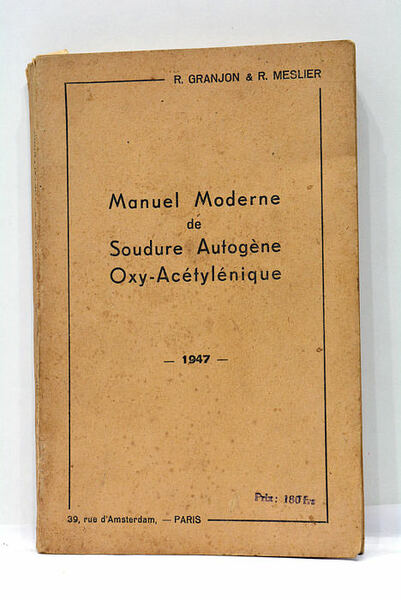 R. GRANJON & R. MESLIER
Manuel Moderne
de
Soudure Autogène
Oxy-Acétylénique
— 1947 —
Prix : 180 Frs
39, rue d'Amsterdam, — PARIS